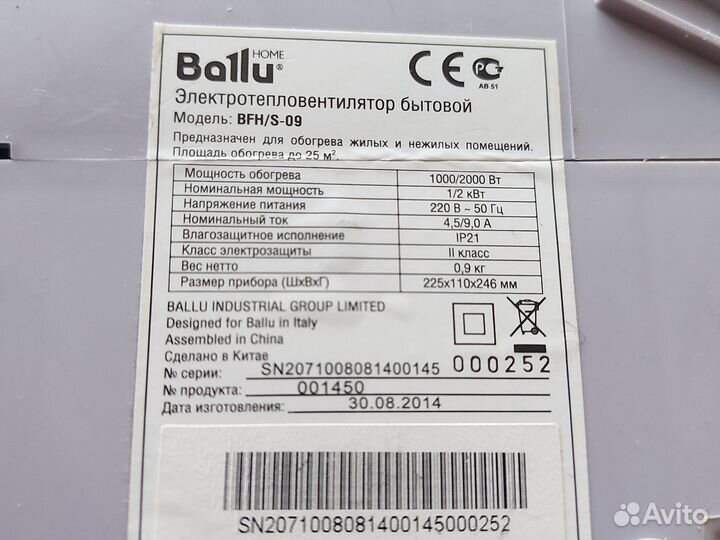 HOME
Ballu®
CE PG
АВ 51
Электротепловентилятор бытовой
Модель: BFH/S-09
Предназначен для обогрева жилых и нежилых помещений.
Площадь обогрева до 25 м².
Мощность обогрева 1000/2000 Вт
Номинальная мощность 1/2 кВт
Напряжение питания 220 В ~ 50 Гц
Номинальный ток 4,5/9,0 А
Влагозащитное исполнение IP21
Класс электрозащиты II класс
Вес нетто 0,9 кг
Размер прибора (ШхВхГ) 225х110х246 мм
BALLU INDUSTRIAL GROUP LIMITED
Designed for Ballu in Italy
Assembled in China
Сделано в Китае
№ серии: SN2071008081400145 000252
№ продукта: 001450
Дата изготовления: 30.08.2014
SN2071008081400145000252
Avito